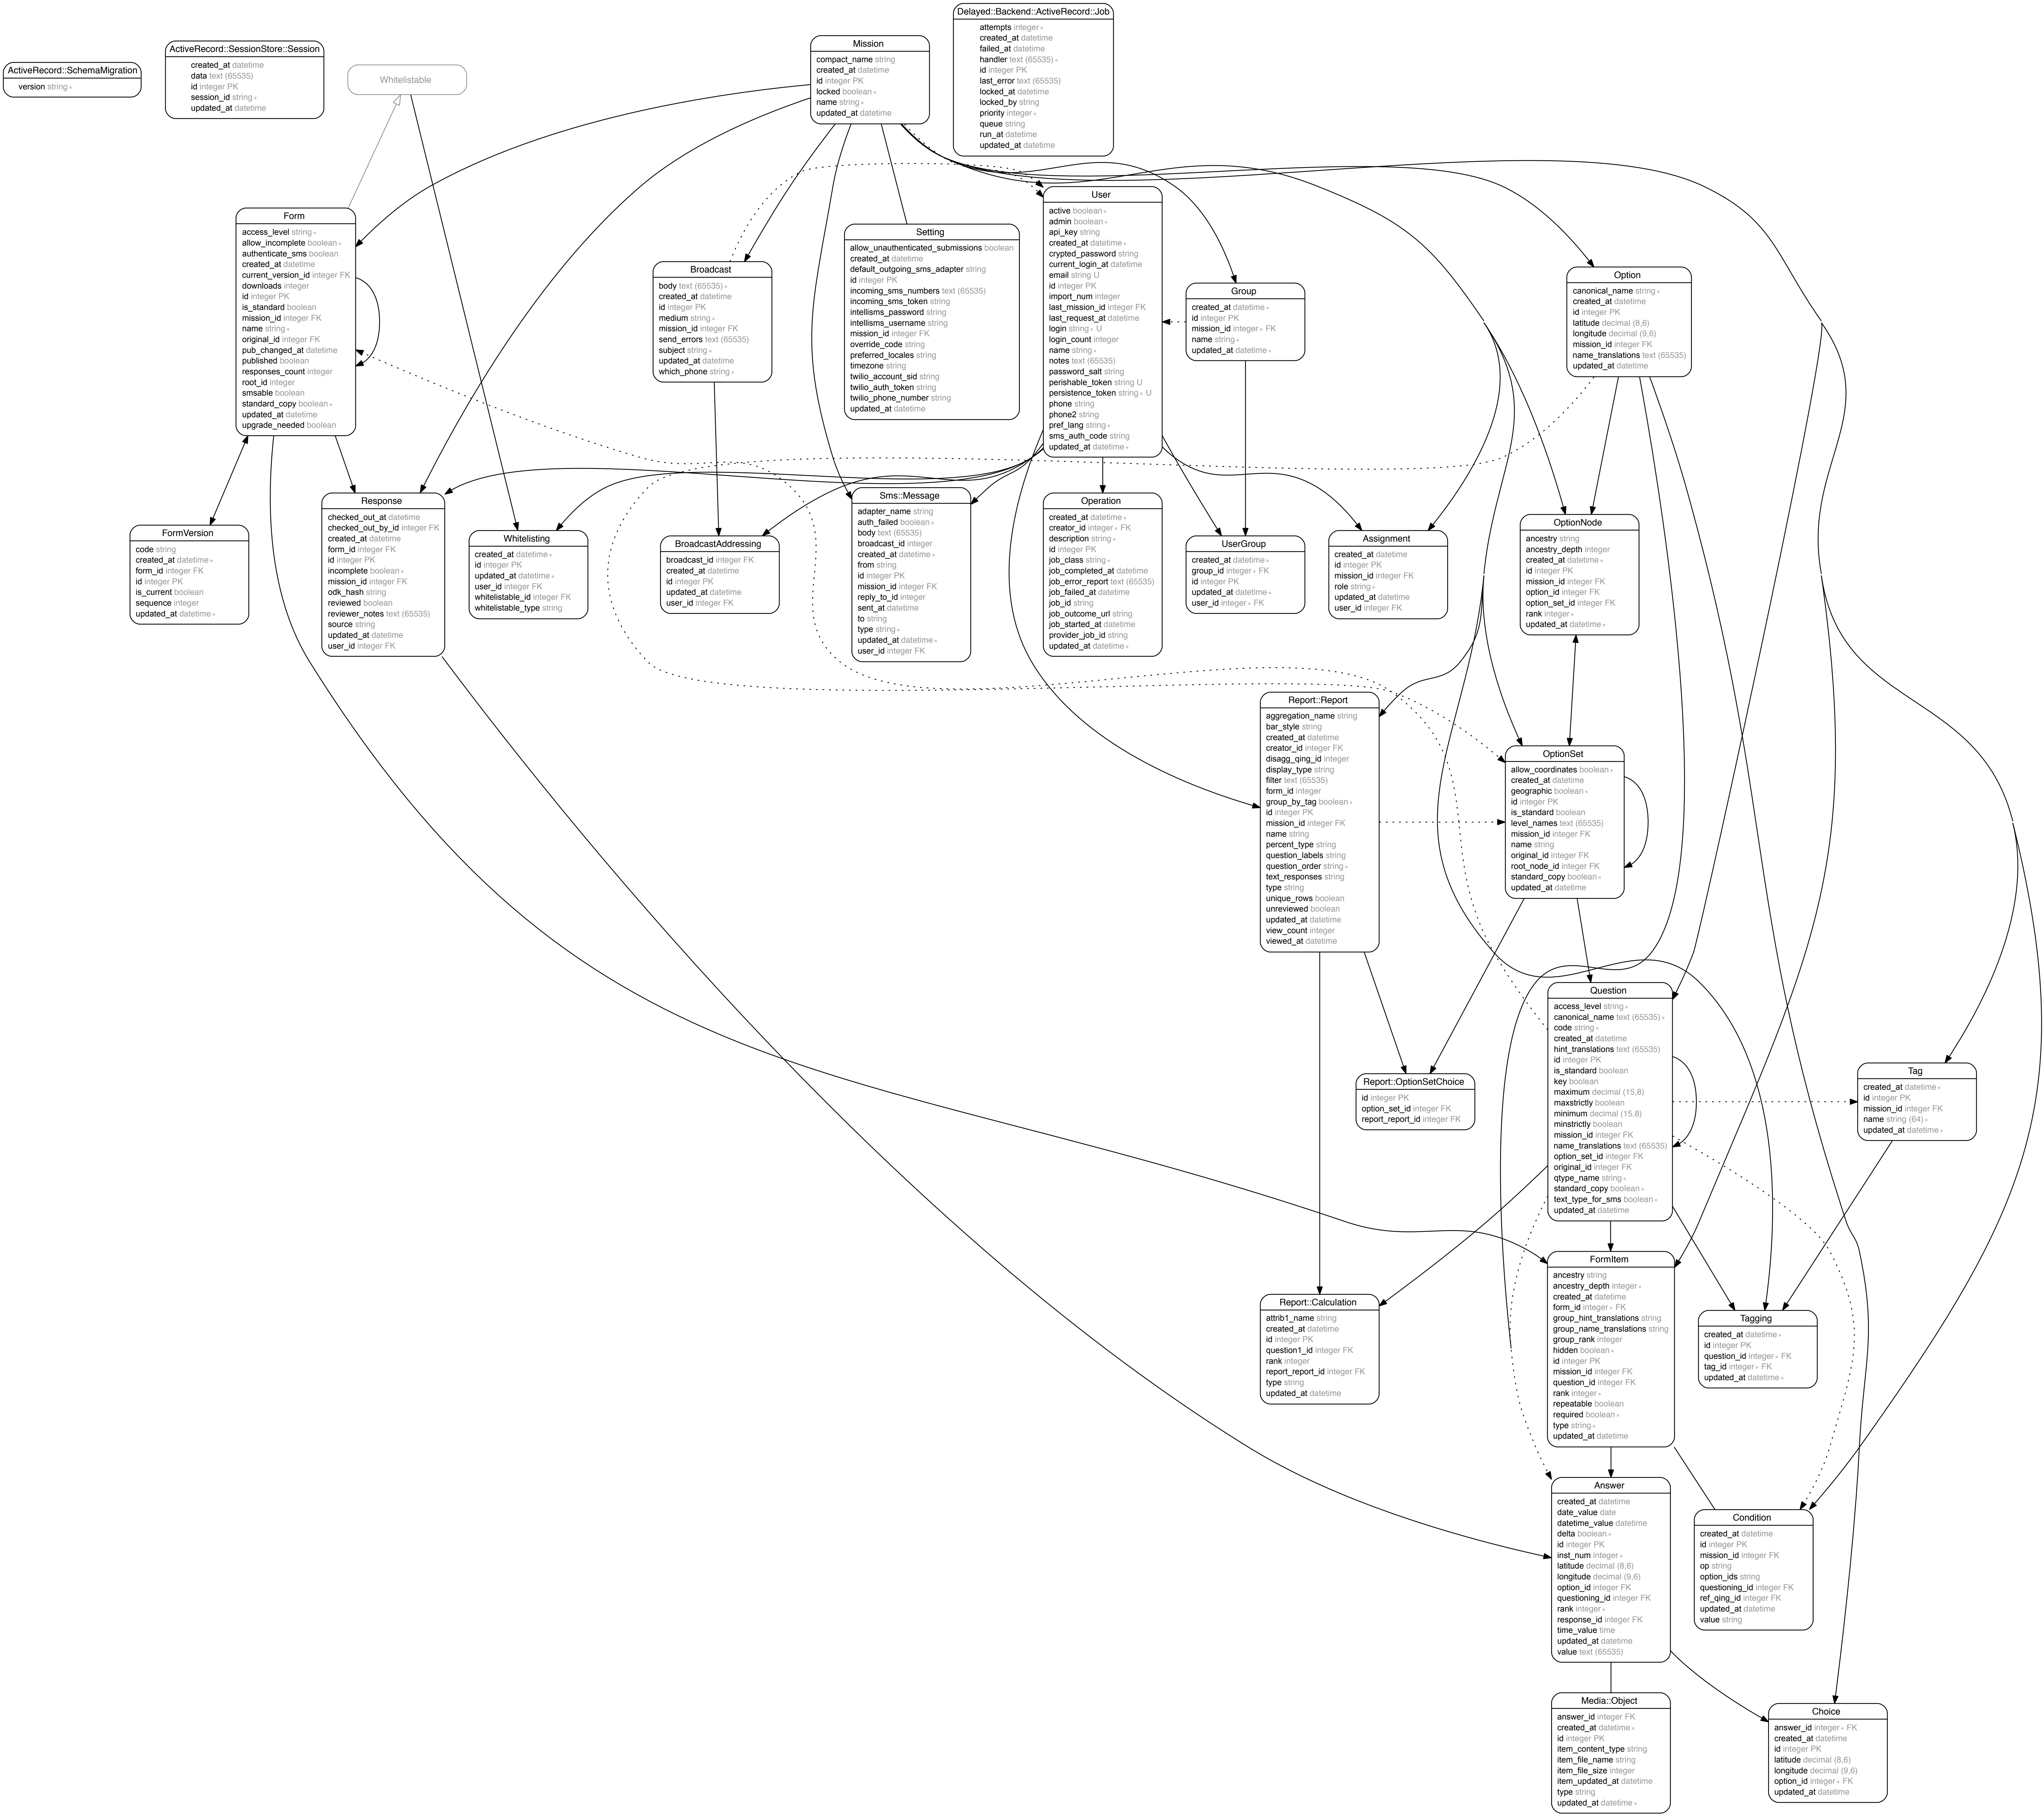 ActiveRecord::SchemaMigration
version string ∗
ActiveRecord::SessionStore::Session
created_at datetime
data text (65535)
id integer PK
session_id string ∗
updated_at datetime
Whitelistable
Mission
compact_name string
created_at datetime
id integer PK
locked boolean ∗
name string ∗
updated_at datetime
Delayed::Backend::ActiveRecord::Job
attempts integer ∗
created_at datetime
failed_at datetime
handler text (65535) ∗
id integer PK
last_error text (65535)
locked_at datetime
locked_by string
priority integer ∗
queue string
run_at datetime
updated_at datetime
Form
access_level string ∗
allow_incomplete boolean ∗
authenticate_sms boolean
created_at datetime
current_version_id integer FK
downloads integer
id integer PK
is_standard boolean
mission_id integer FK
name string ∗
original_id integer FK
pub_changed_at datetime
published boolean
responses_count integer
root_id integer
smsable boolean
standard_copy boolean ∗
updated_at datetime
upgrade_needed boolean
Broadcast
body text (65535) ∗
created_at datetime
id integer PK
medium string ∗
mission_id integer FK
send_errors text (65535)
subject string ∗
updated_at datetime
which_phone string ∗
Setting
allow_unauthenticated_submissions boolean
created_at datetime
default_outgoing_sms_adapter string
id integer PK
incoming_sms_numbers text (65535)
incoming_sms_token string
intellisms_password string
intellisms_username string
mission_id integer FK
override_code string
preferred_locales string
timezone string
twilio_account_sid string
twilio_auth_token string
twilio_phone_number string
updated_at datetime
User
active boolean ∗
admin boolean ∗
api_key string
created_at datetime ∗
crypted_password string
current_login_at datetime
email string U
id integer PK
import_num integer
last_mission_id integer FK
last_request_at datetime
login string ∗ U
login_count integer
name string ∗
notes text (65535)
password_salt string
perishable_token string U
persistence_token string ∗ U
phone string
phone2 string
pref_lang string ∗
sms_auth_code string
updated_at datetime ∗
Group
created_at datetime ∗
id integer PK
mission_id integer ∗ FK
name string ∗
updated_at datetime ∗
Option
canonical_name string ∗
created_at datetime
id integer PK
latitude decimal (8,6)
longitude decimal (9,6)
mission_id integer FK
name_translations text (65535)
updated_at datetime
FormVersion
code string
created_at datetime ∗
form_id integer FK
id integer PK
is_current boolean
sequence integer
updated_at datetime ∗
Response
checked_out_at datetime
checked_out_by_id integer FK
created_at datetime
form_id integer FK
id integer PK
incomplete boolean ∗
mission_id integer FK
odk_hash string
reviewed boolean
reviewer_notes text (65535)
source string
updated_at datetime
user_id integer FK
Whitelisting
created_at datetime ∗
id integer PK
updated_at datetime ∗
user_id integer FK
whitelistable_id integer FK
whitelistable_type string
BroadcastAddressing
broadcast_id integer FK
created_at datetime
id integer PK
updated_at datetime
user_id integer FK
Sms::Message
adapter_name string
auth_failed boolean ∗
body text (65535)
broadcast_id integer
created_at datetime ∗
from string
id integer PK
mission_id integer FK
reply_to_id integer
sent_at datetime
to string
type string ∗
updated_at datetime ∗
user_id integer FK
Operation
created_at datetime ∗
creator_id integer ∗ FK
description string ∗
id integer PK
job_class string ∗
job_completed_at datetime
job_error_report text (65535)
job_failed_at datetime
job_id string
job_outcome_url string
job_started_at datetime
provider_job_id string
updated_at datetime ∗
UserGroup
created_at datetime ∗
group_id integer ∗ FK
id integer PK
updated_at datetime ∗
user_id integer ∗ FK
Assignment
created_at datetime
id integer PK
mission_id integer FK
role string ∗
updated_at datetime
user_id integer FK
OptionNode
ancestry string
ancestry_depth integer
created_at datetime ∗
id integer PK
mission_id integer FK
option_id integer FK
option_set_id integer FK
rank integer ∗
updated_at datetime ∗
Report::Report
aggregation_name string
bar_style string
created_at datetime
creator_id integer FK
disagg_qing_id integer
display_type string
filter text (65535)
form_id integer
group_by_tag boolean ∗
id integer PK
mission_id integer FK
name string
percent_type string
question_labels string
question_order string ∗
text_responses string
type string
unique_rows boolean
unreviewed boolean
updated_at datetime
view_count integer
viewed_at datetime
OptionSet
allow_coordinates boolean ∗
created_at datetime
geographic boolean ∗
id integer PK
is_standard boolean
level_names text (65535)
mission_id integer FK
name string
original_id integer FK
root_node_id integer FK
standard_copy boolean ∗
updated_at datetime
Question
access_level string ∗
canonical_name text (65535) ∗
code string ∗
created_at datetime
hint_translations text (65535)
id integer PK
is_standard boolean
key boolean
maximum decimal (15,8)
maxstrictly boolean
minimum decimal (15,8)
minstrictly boolean
mission_id integer FK
name_translations text (65535)
option_set_id integer FK
original_id integer FK
qtype_name string ∗
standard_copy boolean ∗
text_type_for_sms boolean ∗
updated_at datetime
Report::OptionSetChoice
id integer PK
option_set_id integer FK
report_report_id integer FK
Tag
created_at datetime ∗
id integer PK
mission_id integer FK
name string (64) ∗
updated_at datetime ∗
Report::Calculation
attrib1_name string
created_at datetime
id integer PK
question1_id integer FK
rank integer
report_report_id integer FK
type string
updated_at datetime
FormItem
ancestry string
ancestry_depth integer ∗
created_at datetime
form_id integer ∗ FK
group_hint_translations string
group_name_translations string
group_rank integer
hidden boolean ∗
id integer PK
mission_id integer FK
question_id integer FK
rank integer ∗
repeatable boolean
required boolean ∗
type string ∗
updated_at datetime
Tagging
created_at datetime ∗
id integer PK
question_id integer ∗ FK
tag_id integer ∗ FK
updated_at datetime ∗
Answer
created_at datetime
date_value date
datetime_value datetime
delta boolean ∗
id integer PK
inst_num integer ∗
latitude decimal (8,6)
longitude decimal (9,6)
option_id integer FK
questioning_id integer FK
rank integer ∗
response_id integer FK
time_value time
updated_at datetime
value text (65535)
Condition
created_at datetime
id integer PK
mission_id integer FK
op string
option_ids string
questioning_id integer FK
ref_qing_id integer FK
updated_at datetime
value string
Media::Object
answer_id integer FK
created_at datetime ∗
id integer PK
item_content_type string
item_file_name string
item_file_size integer
item_updated_at datetime
type string
updated_at datetime ∗
Choice
answer_id integer ∗ FK
created_at datetime
id integer PK
latitude decimal (8,6)
longitude decimal (9,6)
option_id integer ∗ FK
updated_at datetime